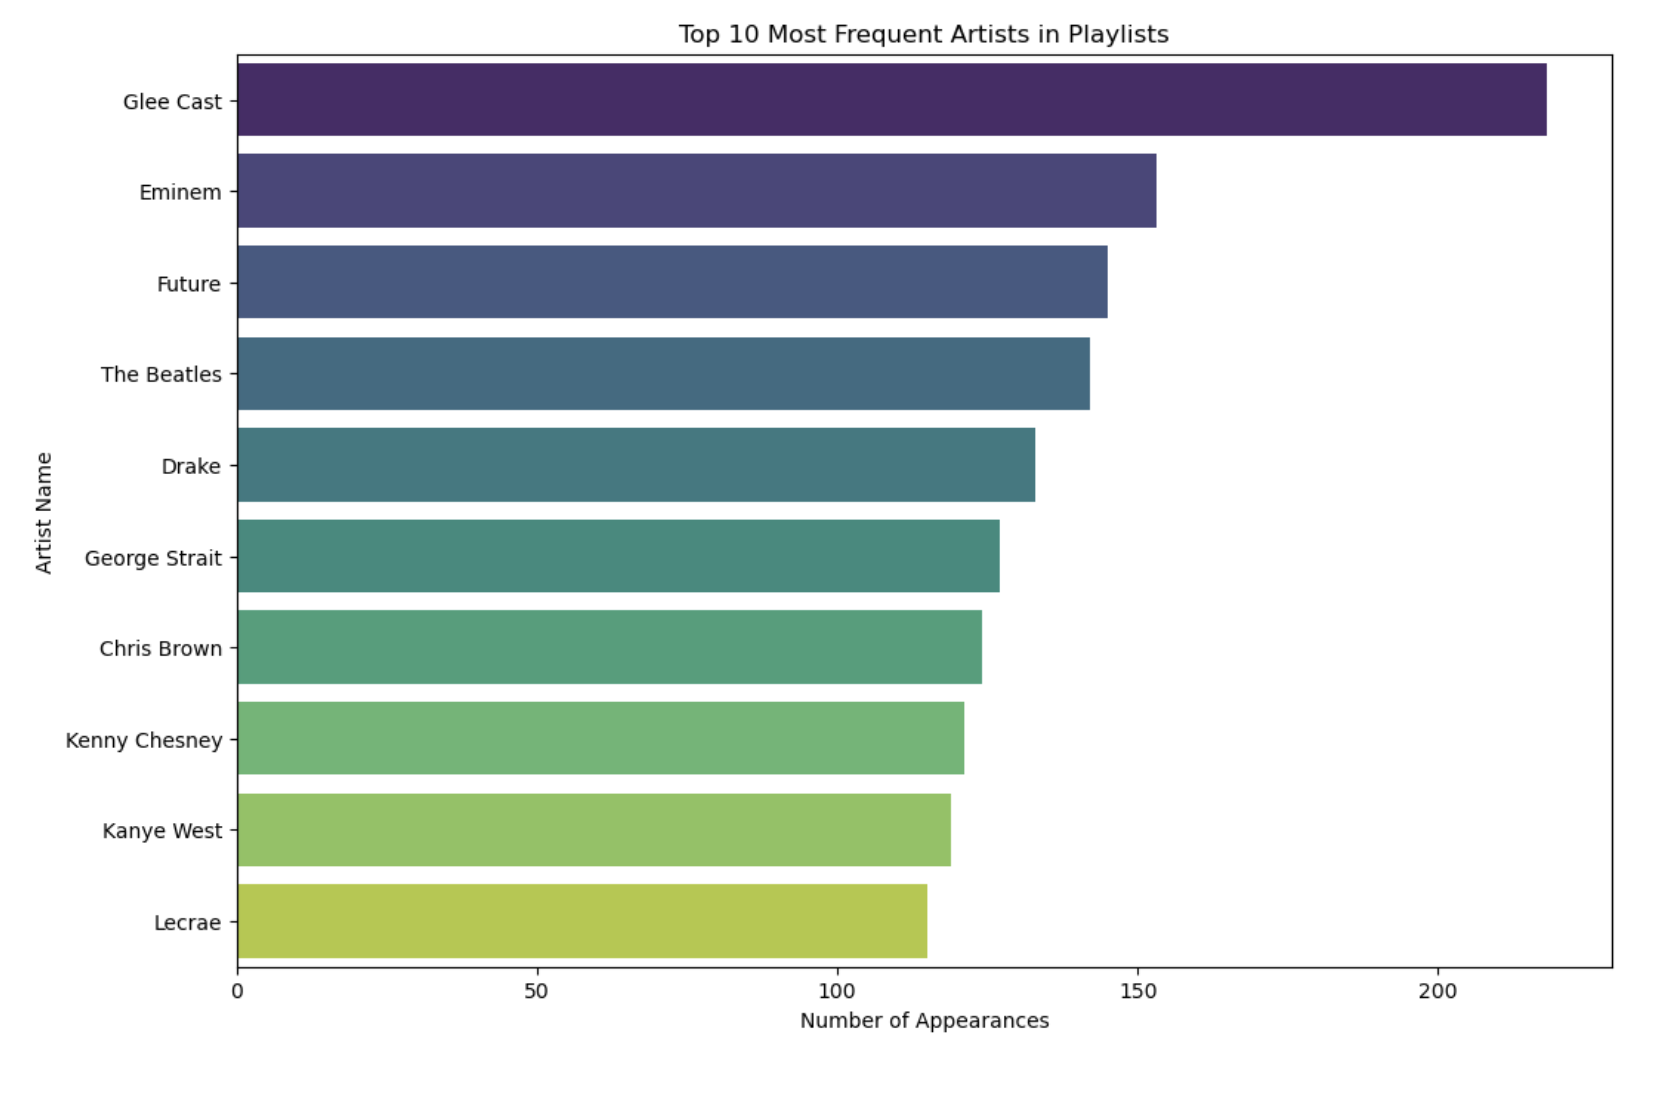 Top 10 Most Frequent Artists in Playlists
Glee Cast
Eminem
Future
The Beatles
Drake
George Strait
Chris Brown
Kenny Chesney
Kanye West
Lecrae
Artist Name
0 50 100 150 200
Number of Appearances